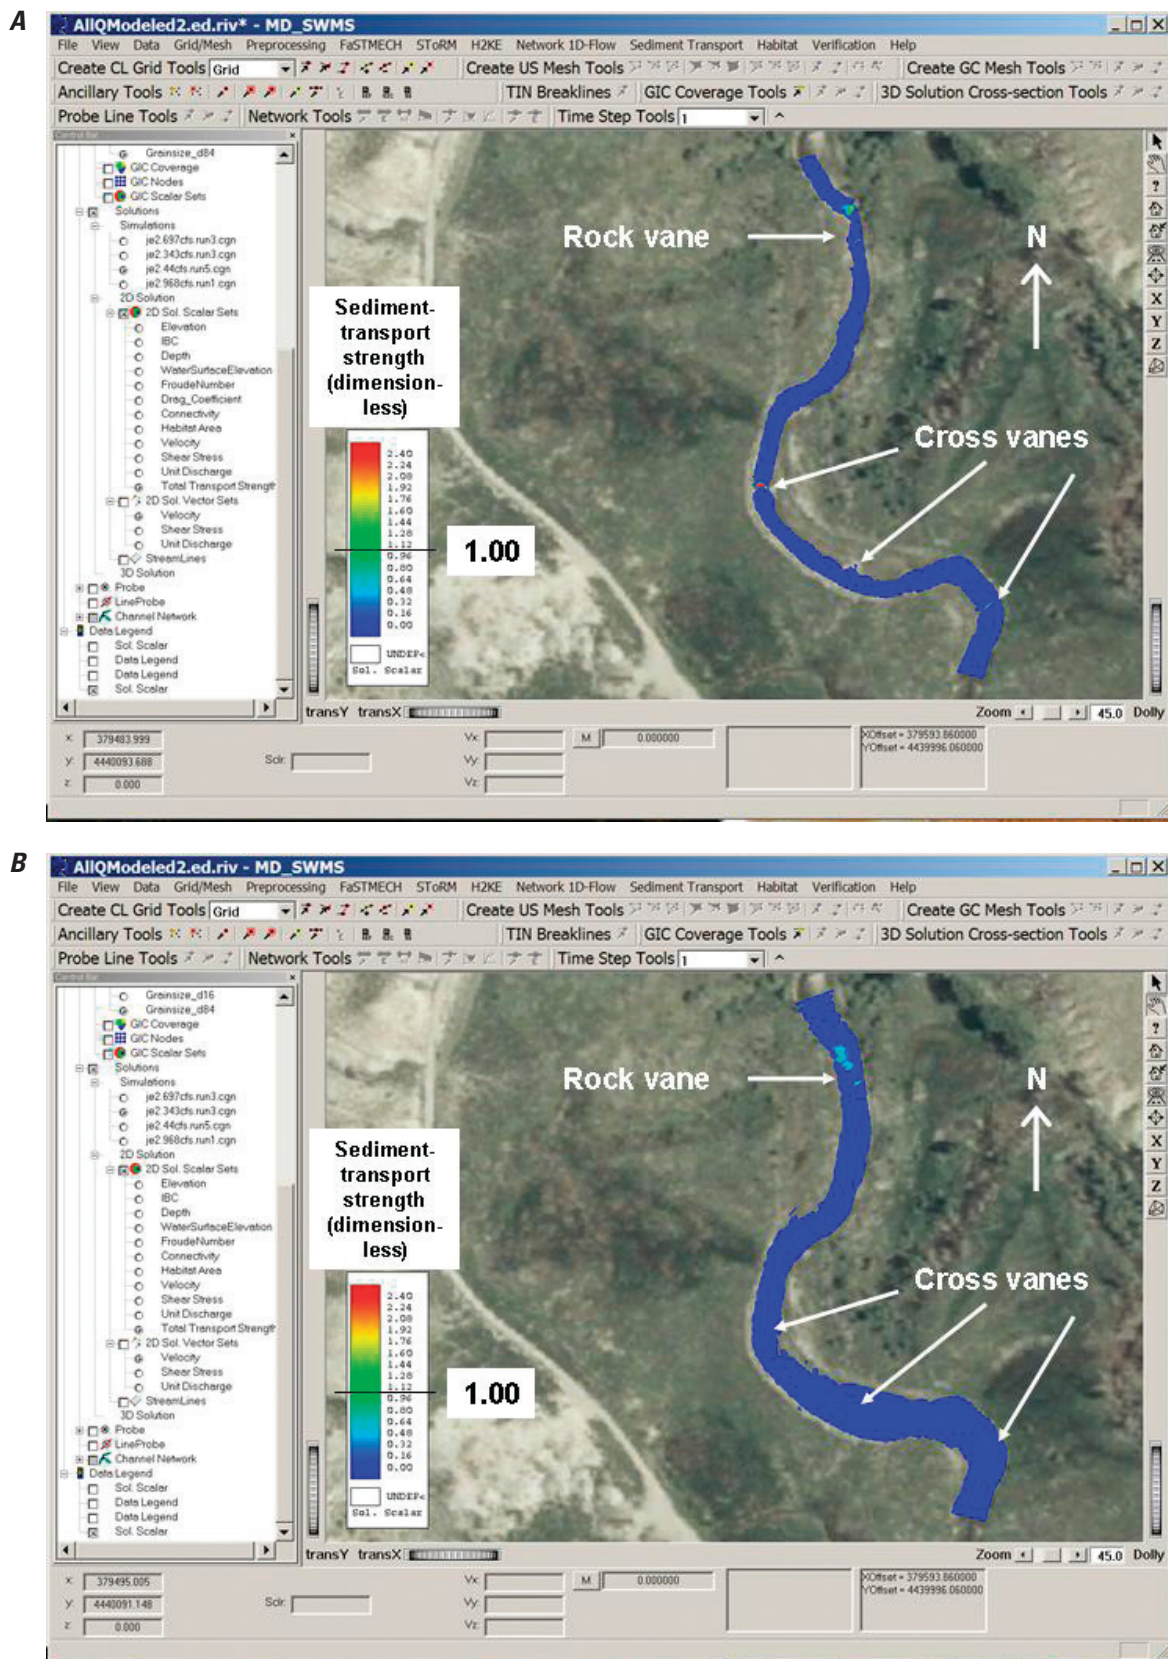 A
AllQModeled2.ed.riv* - MD_SWMS
File View Data Grid/Mesh Preprocessing FaSTMECH SToRM H2KE Network 1D-Flow Sediment Transport Habitat Verification Help
Create CL Grid Tools Grid Create US Mesh Tools Create GC Mesh Tools
Ancillary Tools TIN Breaklines GIC Coverage Tools 3D Solution Cross-section Tools
Probe Line Tools Network Tools Time Step Tools 1
Control Bar
Grainsize_d84
GIC Coverage
GIC Nodes
GIC Scalar Sets
Solutions
Simulations
je2.697cfs.run3.cgn
je2.343cfs.run3.cgn
je2.44cfs.run5.cgn
je2.968cfs.run1.cgn
2D Solution
2D Sol. Scalar Sets
Elevation
IBC
Depth
WaterSurfaceElevation
FroudeNumber
Drag_Coefficient
Connectivity
Habitat Area
Velocity
Shear Stress
Unit Discharge
Total Transport Strength
2D Sol. Vector Sets
Velocity
Shear Stress
Unit Discharge
StreamLines
3D Solution
Probe
LineProbe
Channel Network
Data Legend
Sol. Scalar
Data Legend
Data Legend
Sol. Scalar
Rock vane
N
Sediment-
transport
strength
(dimension-
less)
2.40
2.24
2.08
1.92
1.76
1.60
1.44
1.28
1.12
0.96
0.80
0.64
0.48
0.32
0.16
0.00
1.00
UNDEF<
Sol. Scalar
Cross vanes
?
X
Y
Z
transY transX Zoom 45.0 Dolly
x: 379483.999 Vx: M 0.000000 XOffset = 379593.860000
y: 4440093.688 Sclr: Vy: YOffset = 4439996.060000
z: 0.000 Vz:
B
AllQModeled2.ed.riv - MD_SWMS
File View Data Grid/Mesh Preprocessing FaSTMECH SToRM H2KE Network 1D-Flow Sediment Transport Habitat Verification Help
Create CL Grid Tools Grid Create US Mesh Tools Create GC Mesh Tools
Ancillary Tools TIN Breaklines GIC Coverage Tools 3D Solution Cross-section Tools
Probe Line Tools Network Tools Time Step Tools 1
Control Bar
Grainsize_d16
Grainsize_d84
GIC Coverage
GIC Nodes
GIC Scalar Sets
Solutions
Simulations
je2.697cfs.run3.cgn
je2.343cfs.run3.cgn
je2.44cfs.run5.cgn
je2.968cfs.run1.cgn
2D Solution
2D Sol. Scalar Sets
Elevation
IBC
Depth
WaterSurfaceElevation
FroudeNumber
Connectivity
Habitat Area
Velocity
Shear Stress
Unit Discharge
Total Transport Strength
2D Sol. Vector Sets
Velocity
Shear Stress
Unit Discharge
StreamLines
3D Solution
Probe
LineProbe
Channel Network
Data Legend
Sol. Scalar
Data Legend
Data Legend
Sol. Scalar
Rock vane
N
Sediment-
transport
strength
(dimension-
less)
2.40
2.24
2.08
1.92
1.76
1.60
1.44
1.28
1.12
0.96
0.80
0.64
0.48
0.32
0.16
0.00
1.00
UNDEF<
Sol. Scalar
Cross vanes
?
X
Y
Z
transY transX Zoom 45.0 Dolly
x: 379495.005 Vx: M 0.000000 XOffset = 379593.860000
y: 4440091.148 Sclr: Vy: YOffset = 4439996.060000
z: 0.000 Vz: